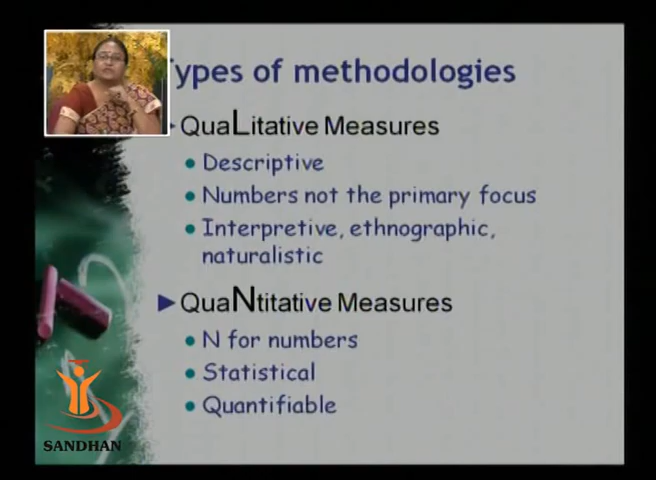 Types of methodologies
QuaLitative Measures
Descriptive
Numbers not the primary focus
Interpretive, ethnographic,
naturalistic
QuaNtitative Measures
N for numbers
Statistical
Quantifiable
SANDHAN